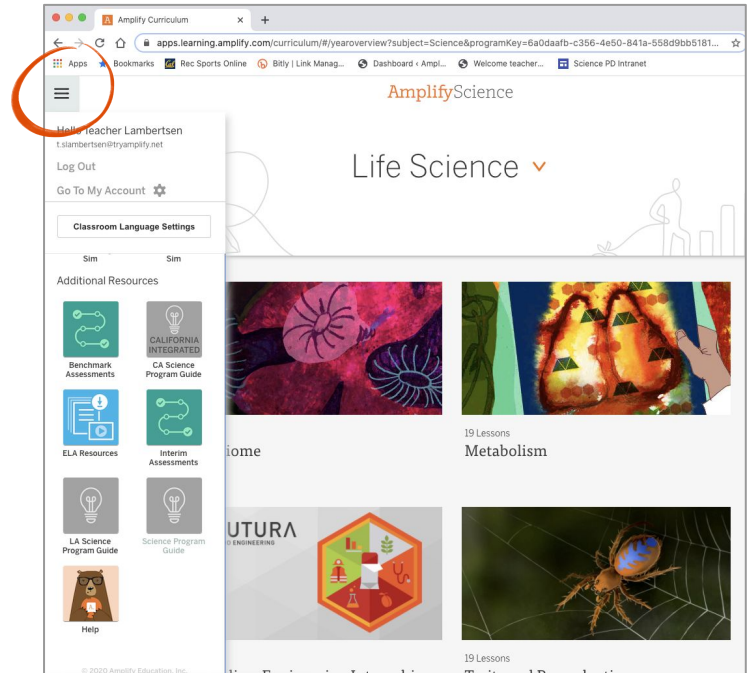 Amplify Curriculum
apps.learning.amplify.com/curriculum/#/yearoverview?subject=Science&programKey=6a0daafb-c356-4e50-841a-558d9bb5181...
Apps Bookmarks Rec Sports Online Bitly | Link Manag... Dashboard ‹ Ampl... Welcome teacher... Science PD Intranet
AmplifyScience
Hello Teacher Lambertsen
t.slambertsen@tryamplify.net
Log Out
Go To My Account
Classroom Language Settings
Life Science
Sim Sim
Additional Resources
CALIFORNIA
INTEGRATED
Benchmark
Assessments
CA Science
Program Guide
ELA Resources
Interim
Assessments
LA Science
Program Guide
Science Program
Guide
Help
© 2020 Amplify Education, Inc.
iome
19 Lessons
Metabolism
UTURA
ENGINEERING
19 Lessons